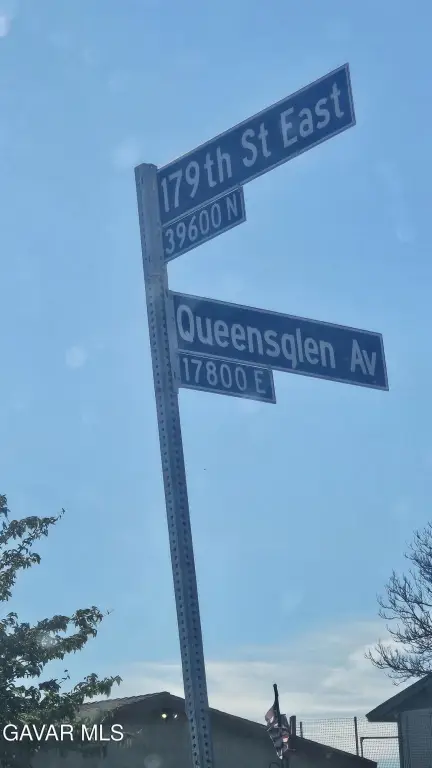 179th St East
39600 N
Queensglen Av
17800 E
GAVAR MLS